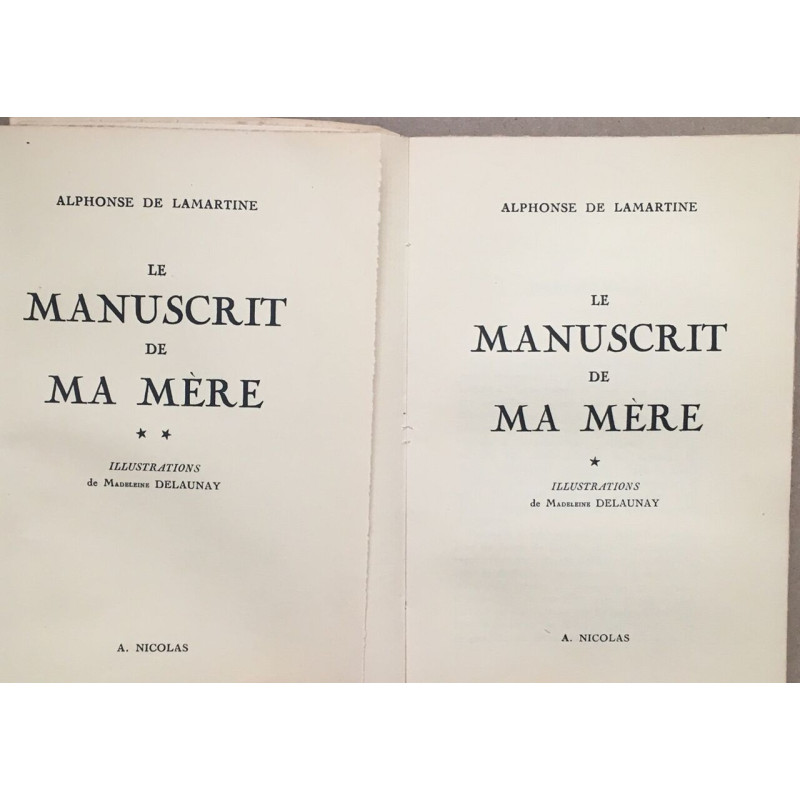 ALPHONSE DE LAMARTINE
LE
MANUSCRIT
DE
MA MÈRE
★ ★
ILLUSTRATIONS
de MADELEINE DELAUNAY
A. NICOLAS
ALPHONSE DE LAMARTINE
LE
MANUSCRIT
DE
MA MÈRE
★
ILLUSTRATIONS
de MADELEINE DELAUNAY
A. NICOLAS